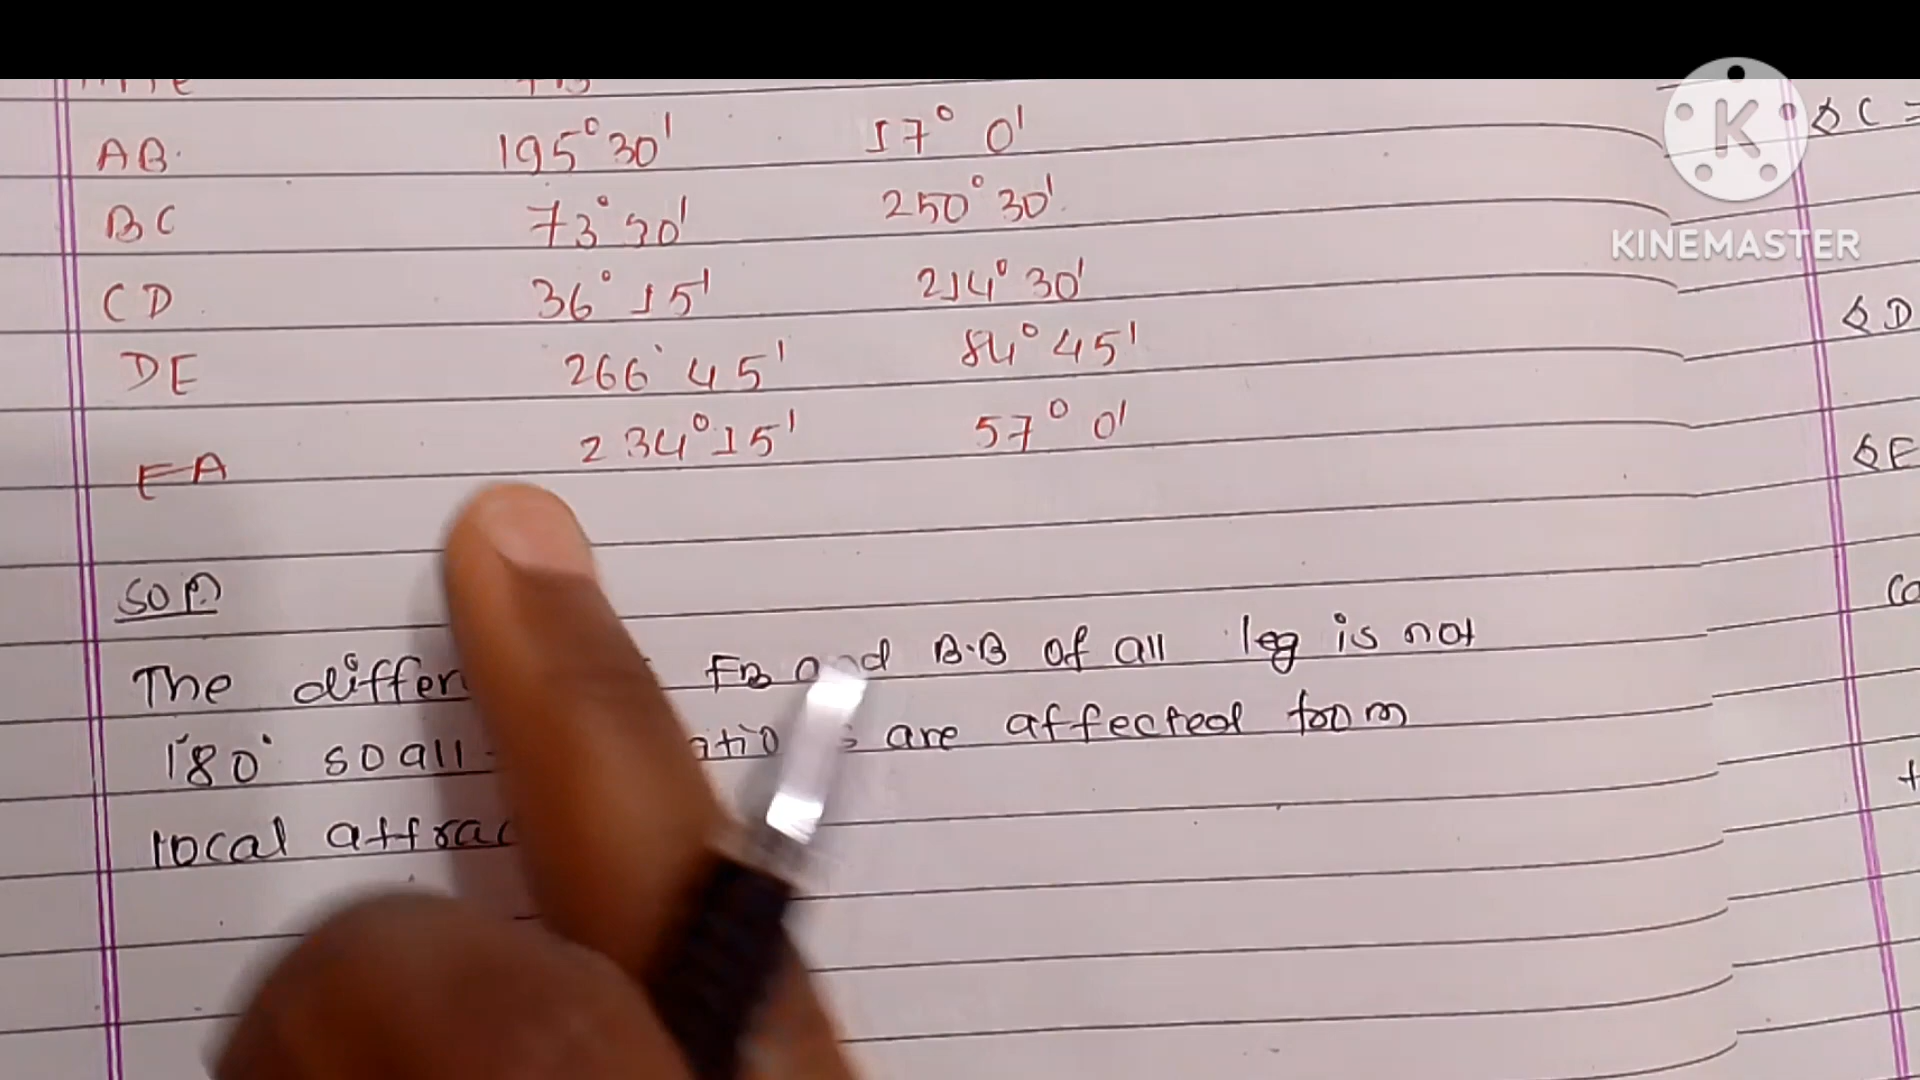 AB. 195°30' 17° 0'
BC 73°30' 250°30'.
CD 36° 15' 214° 30'
DE 266° 45' 84° 45'
EA 234° 15' 57° 0'
Soln
The differ FB and B.B of all leg is not
180° so all are affected from
local attrac
KINEMASTER
C =
D
E